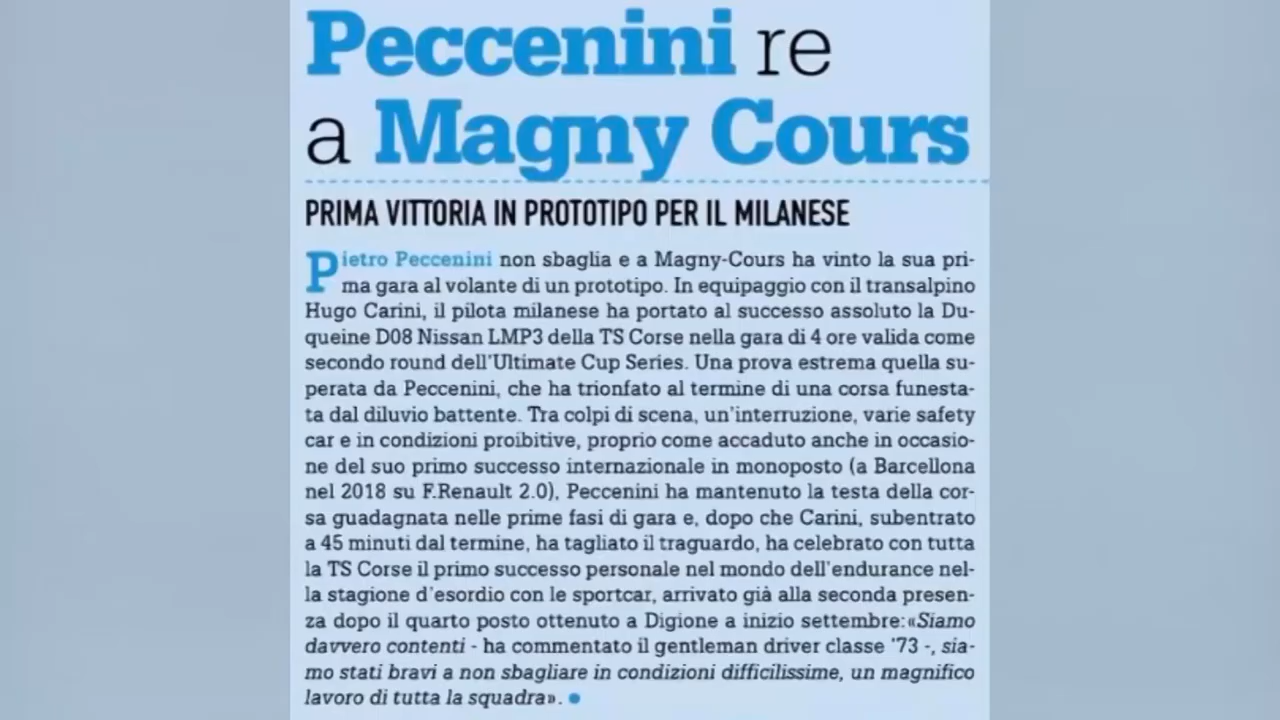 Peccenini re
a Magny Cours
PRIMA VITTORIA IN PROTOTIPO PER IL MILANESE
Pietro Peccenini non sbaglia e a Magny-Cours ha vinto la sua pri-
ma gara al volante di un prototipo. In equipaggio con il transalpino
Hugo Carini, il pilota milanese ha portato al successo assoluto la Du-
queine D08 Nissan LMP3 della TS Corse nella gara di 4 ore valida come
secondo round dell'Ultimate Cup Series. Una prova estrema quella su-
perata da Peccenini, che ha trionfato al termine di una corsa funesta-
ta dal diluvio battente. Tra colpi di scena, un'interruzione, varie safety
car e in condizioni proibitive, proprio come accaduto anche in occasio-
ne del suo primo successo internazionale in monoposto (a Barcellona
nel 2018 su F.Renault 2.0), Peccenini ha mantenuto la testa della cor-
sa guadagnata nelle prime fasi di gara e, dopo che Carini, subentrato
a 45 minuti dal termine, ha tagliato il traguardo, ha celebrato con tutta
la TS Corse il primo successo personale nel mondo dell'endurance nel-
la stagione d'esordio con le sportcar, arrivato già alla seconda presen-
za dopo il quarto posto ottenuto a Digione a inizio settembre:«Siamo
davvero contenti - ha commentato il gentleman driver classe '73 -, sia-
mo stati bravi a non sbagliare in condizioni difficilissime, un magnifico
lavoro di tutta la squadra».